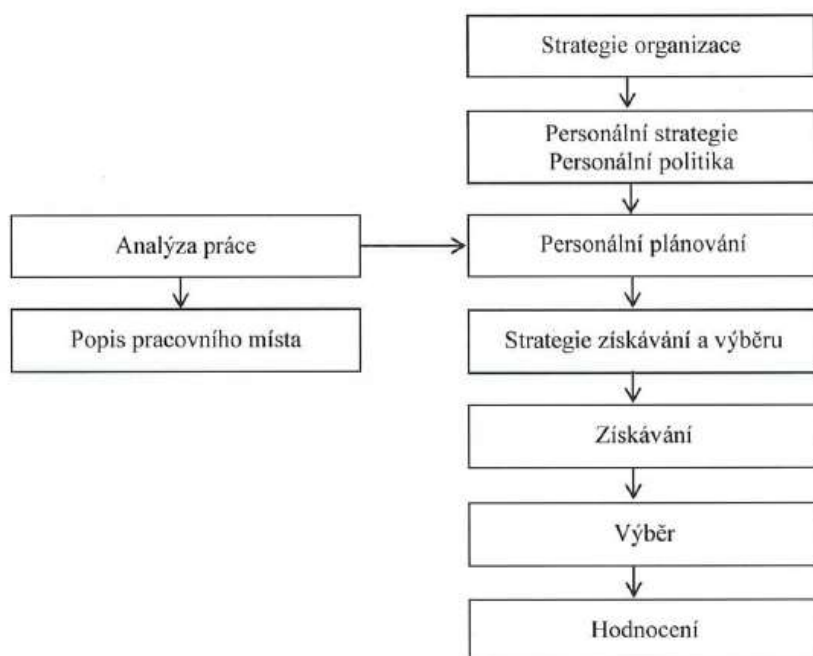 Strategie organizace
Personální strategie
Personální politika
Analýza práce
Personální plánování
Popis pracovního místa
Strategie získávání a výběru
Získávání
Výběr
Hodnocení